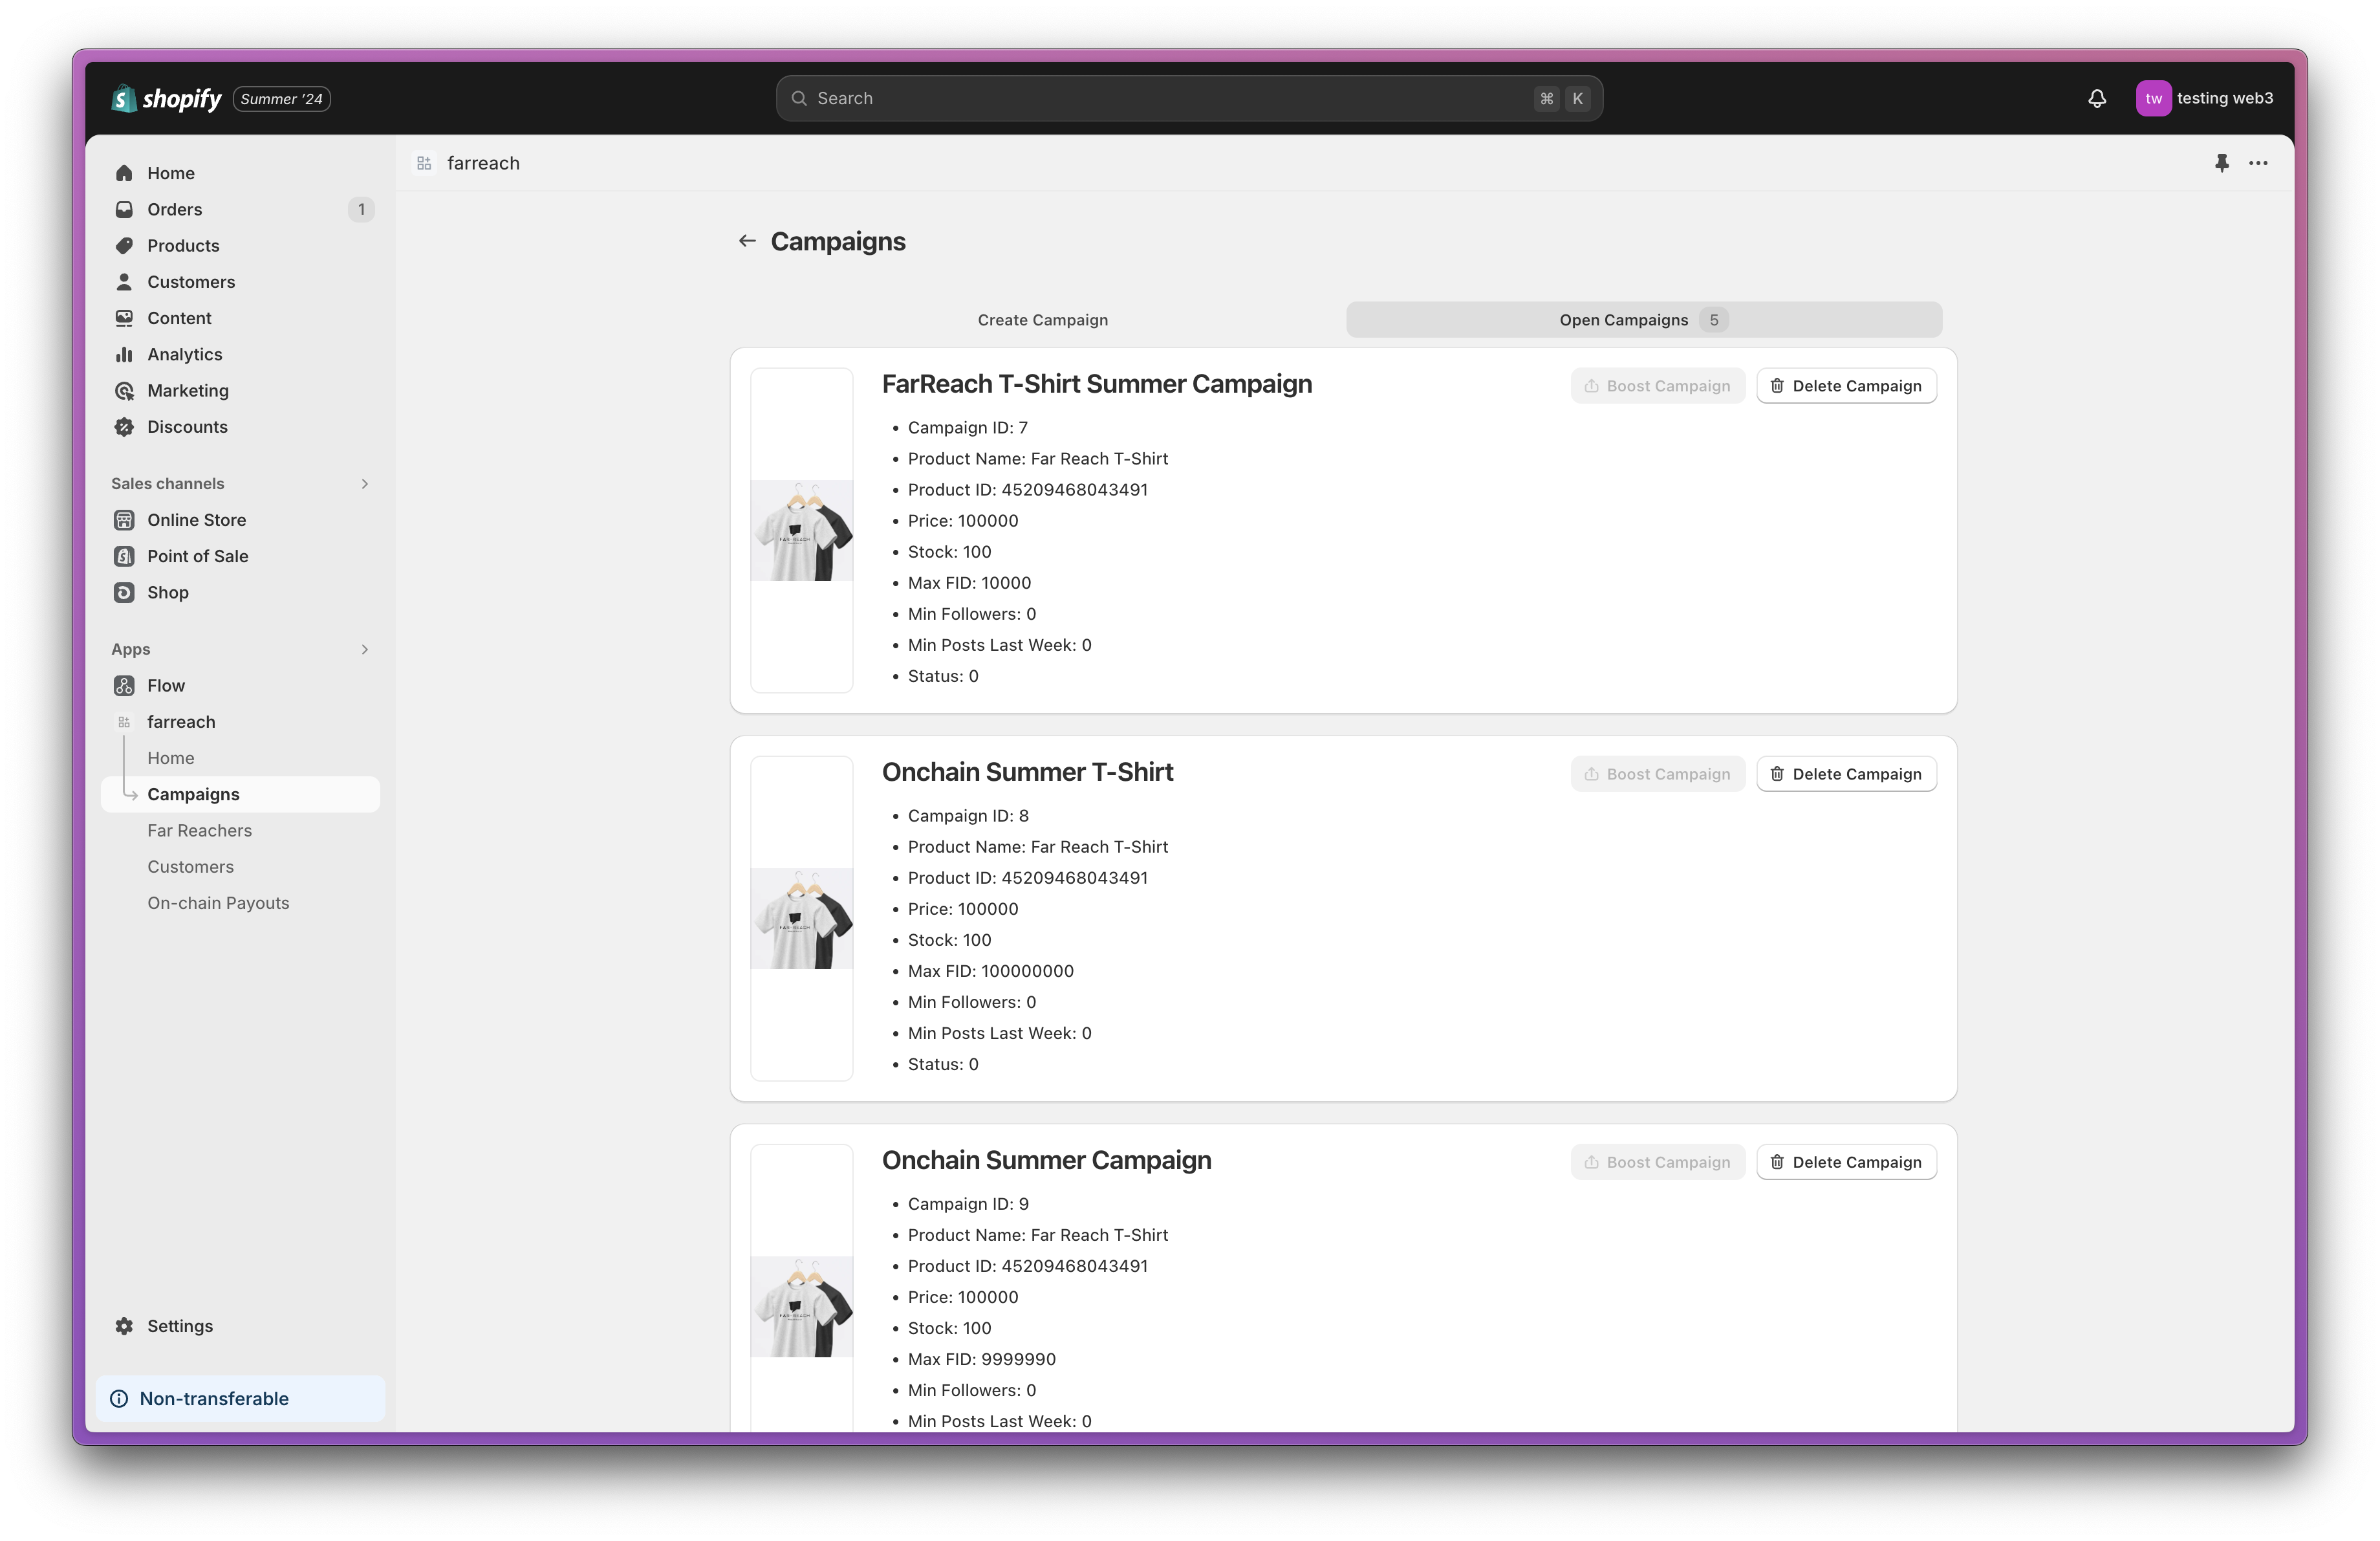 shopify Summer '24
Search
⌘ K
tw testing web3
Home
Orders 1
Products
Customers
Content
Analytics
Marketing
Discounts
Sales channels
Online Store
Point of Sale
Shop
Apps
Flow
farreach
Home
Campaigns
Far Reachers
Customers
On-chain Payouts
Settings
Non-transferable
farreach
Campaigns
Create Campaign
Open Campaigns 5
FarReach T-Shirt Summer Campaign
Boost Campaign
Delete Campaign
• Campaign ID: 7
• Product Name: Far Reach T-Shirt
• Product ID: 45209468043491
• Price: 100000
• Stock: 100
• Max FID: 10000
• Min Followers: 0
• Min Posts Last Week: 0
• Status: 0
FAR REACH
Onchain Summer T-Shirt
Boost Campaign
Delete Campaign
• Campaign ID: 8
• Product Name: Far Reach T-Shirt
• Product ID: 45209468043491
• Price: 100000
• Stock: 100
• Max FID: 100000000
• Min Followers: 0
• Min Posts Last Week: 0
• Status: 0
FAR REACH
Onchain Summer Campaign
Boost Campaign
Delete Campaign
• Campaign ID: 9
• Product Name: Far Reach T-Shirt
• Product ID: 45209468043491
• Price: 100000
• Stock: 100
• Max FID: 9999990
• Min Followers: 0
• Min Posts Last Week: 0
FAR REACH